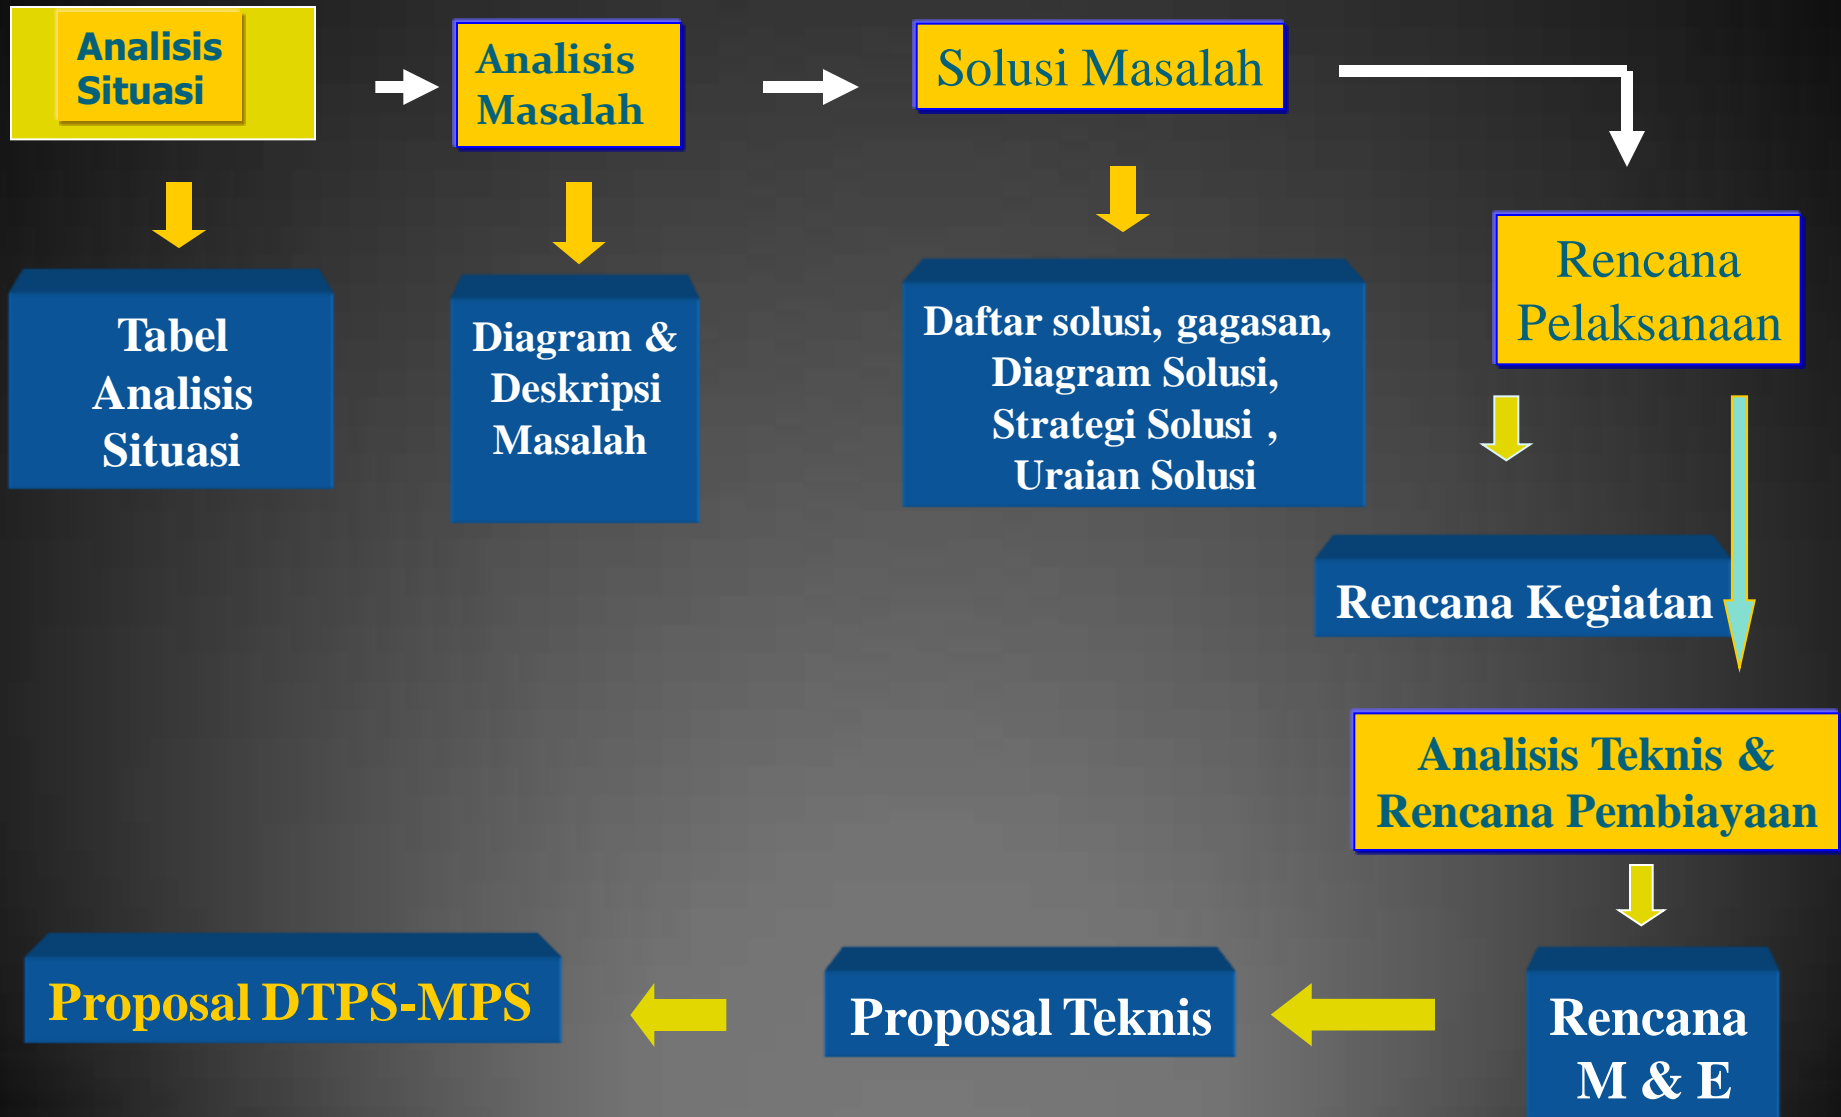 Analisis
Situasi
Analisis
Masalah
Solusi Masalah
Rencana
Pelaksanaan
Tabel
Analisis
Situasi
Diagram &
Deskripsi
Masalah
Daftar solusi, gagasan,
Diagram Solusi,
Strategi Solusi ,
Uraian Solusi
Rencana Kegiatan
Analisis Teknis &
Rencana Pembiayaan
Proposal DTPS-MPS
Proposal Teknis
Rencana
M & E